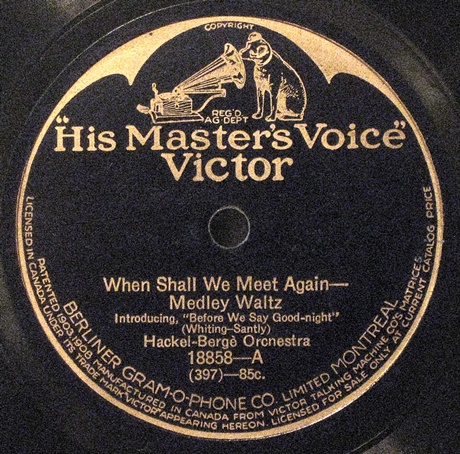 COPYRIGHT
REG'D
AG. DEPT
"His Master's Voice"
Victor
When Shall We Meet Again—
Medley Waltz
Introducing, "Before We Say Good-night"
(Whiting-Santly)
Hackel-Bergè Orchestra
18858-A
(397)-85c.
BERLINER GRAM-O-PHONE CO. LIMITED MONTREAL
PATENTED 1903, 1908 MANUFACTURED IN CANADA FROM VICTOR TALKING MACHINE CO'S MATRICES.
LICENSED IN CANADA UNDER ITS TRADE MARK "VICTOR" APPEARING HEREON. LICENSED FOR SALE ONLY AT CURRENT CATALOG PRICE